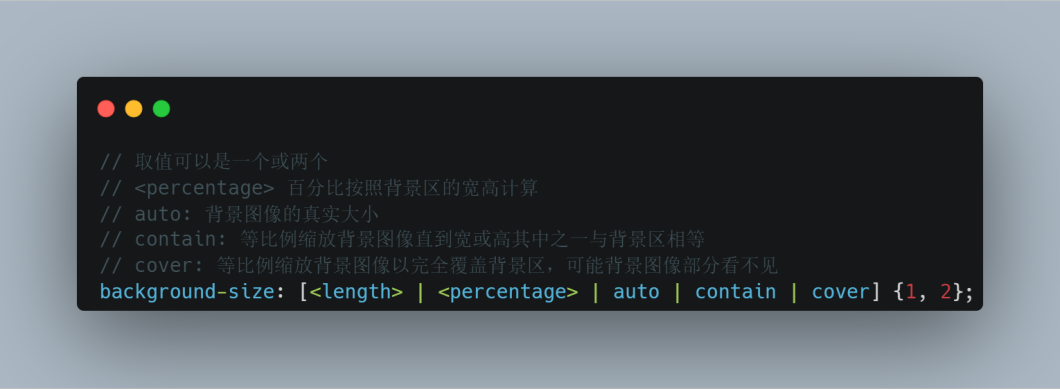 // 取值可以是一个或两个
// <percentage> 百分比按照背景区的宽高计算
// auto: 背景图像的真实大小
// contain: 等比例缩放背景图像直到宽或高其中之一与背景区相等
// cover: 等比例缩放背景图像以完全覆盖背景区，可能背景图像部分看不见
background-size: [<length> | <percentage> | auto | contain | cover] {1, 2};